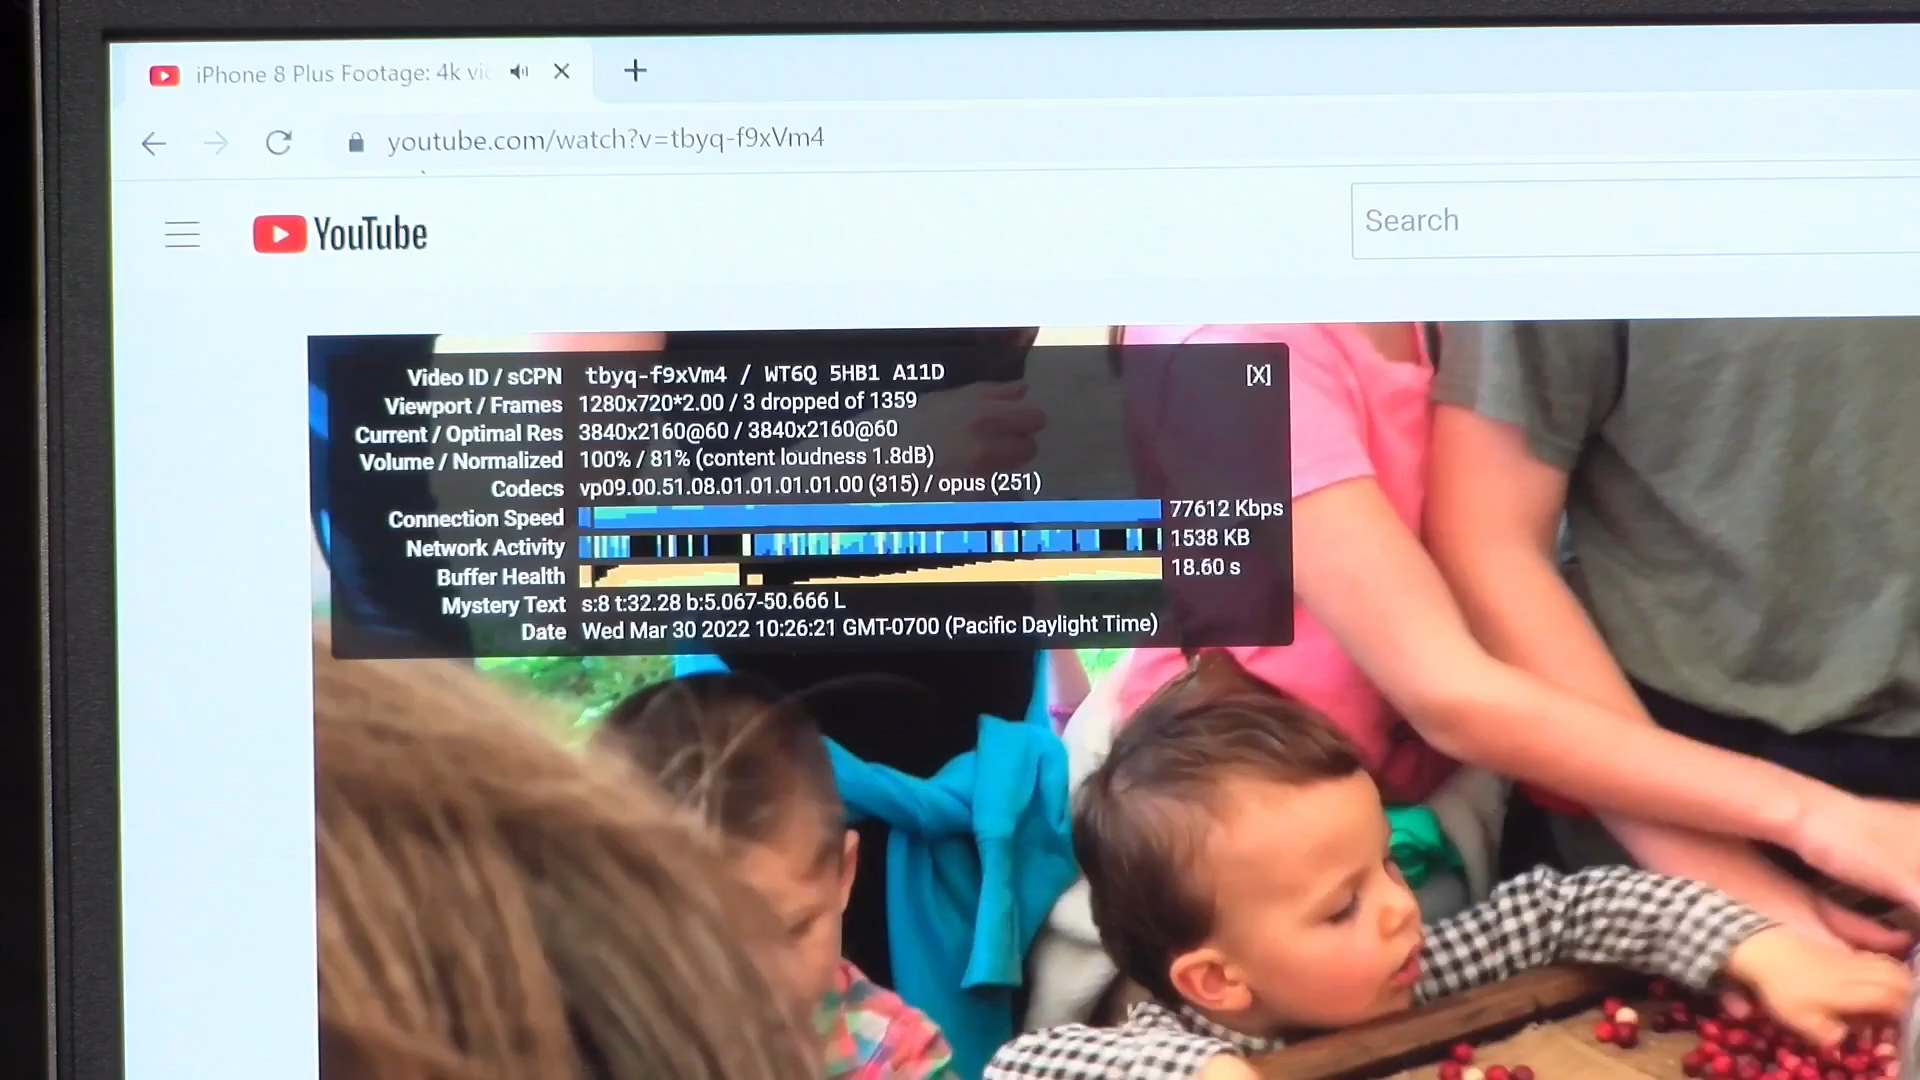 iPhone 8 Plus Footage: 4k vi
youtube.com/watch?v=tbyq-f9xVm4
YouTube
Search
Video ID / sCPN tbyq-f9xVm4 / WT6Q 5HB1 A11D [X]
Viewport / Frames 1280x720*2.00 / 3 dropped of 1359
Current / Optimal Res 3840x2160@60 / 3840x2160@60
Volume / Normalized 100% / 81% (content loudness 1.8dB)
Codecs vp09.00.51.08.01.01.01.01.00 (315) / opus (251)
Connection Speed 77612 Kbps
Network Activity 1538 KB
Buffer Health 18.60 s
Mystery Text s:8 t:32.28 b:5.067-50.666 L
Date Wed Mar 30 2022 10:26:21 GMT-0700 (Pacific Daylight Time)